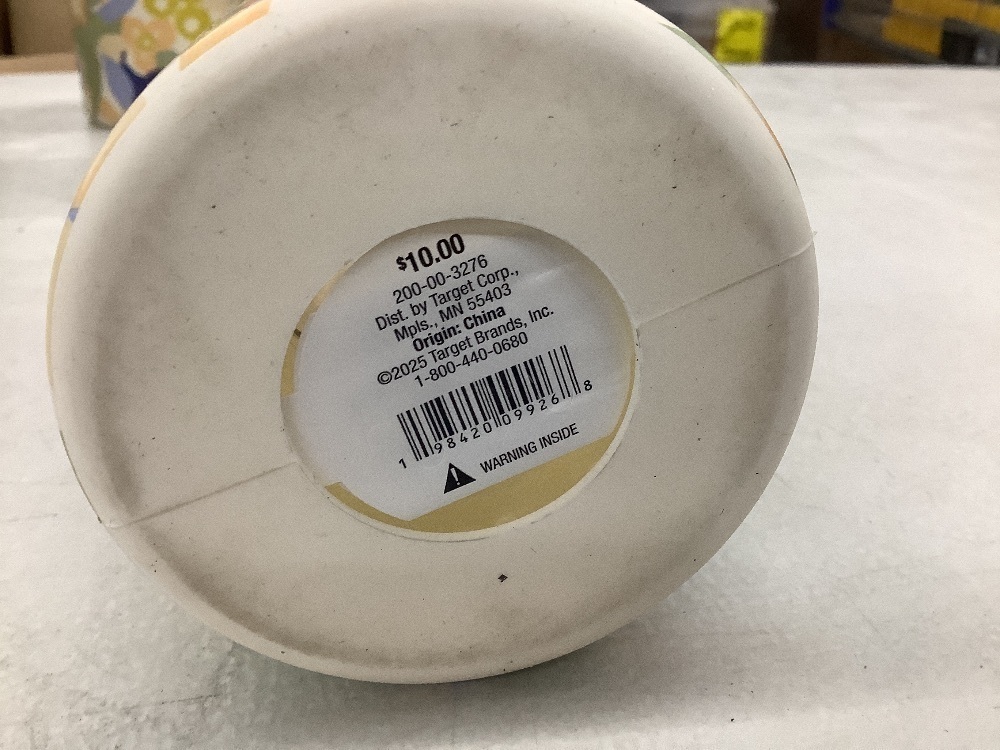 $10.00
200-00-3276
Dist. by Target Corp.,
Mpls., MN 55403
Origin: China
©2025 Target Brands, Inc.
1-800-440-0680
1 98420 09926 8
WARNING INSIDE